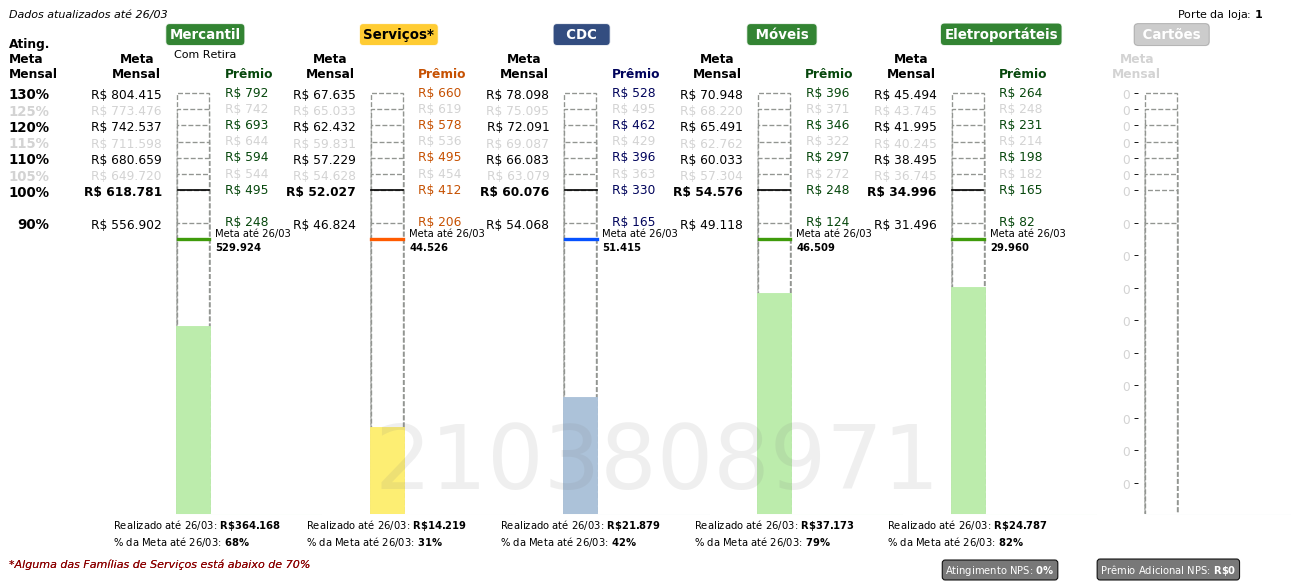 Dados atualizados até 26/03 Porte da loja: 1
Mercantil Serviços* CDC Móveis Eletroportáteis Cartões
Com Retira
Ating. Meta Mensal Meta Mensal Prêmio Meta Mensal Prêmio Meta Mensal Prêmio Meta Mensal Prêmio Meta Mensal Prêmio Meta Mensal
130% R$ 804.415 R$ 792 R$ 67.635 R$ 660 R$ 78.098 R$ 528 R$ 70.948 R$ 396 R$ 45.494 R$ 264 0
125% R$ 773.476 R$ 742 R$ 65.033 R$ 619 R$ 75.095 R$ 495 R$ 68.220 R$ 371 R$ 43.745 R$ 248 0
120% R$ 742.537 R$ 693 R$ 62.432 R$ 578 R$ 72.091 R$ 462 R$ 65.491 R$ 346 R$ 41.995 R$ 231 0
115% R$ 711.598 R$ 644 R$ 59.831 R$ 536 R$ 69.087 R$ 429 R$ 62.762 R$ 322 R$ 40.245 R$ 214 0
110% R$ 680.659 R$ 594 R$ 57.229 R$ 495 R$ 66.083 R$ 396 R$ 60.033 R$ 297 R$ 38.495 R$ 198 0
105% R$ 649.720 R$ 544 R$ 54.628 R$ 454 R$ 63.079 R$ 363 R$ 57.304 R$ 272 R$ 36.745 R$ 182 0
100% R$ 618.781 R$ 495 R$ 52.027 R$ 412 R$ 60.076 R$ 330 R$ 54.576 R$ 248 R$ 34.996 R$ 165 0
90% R$ 556.902 R$ 248 R$ 46.824 R$ 206 R$ 54.068 R$ 165 R$ 49.118 R$ 124 R$ 31.496 R$ 82 0
Meta até 26/03 Meta até 26/03 Meta até 26/03 Meta até 26/03 Meta até 26/03
529.924 44.526 51.415 46.509 29.960
0
0
0
0
0
0
0
0
2103808971
Realizado até 26/03: R$364.168 Realizado até 26/03: R$14.219 Realizado até 26/03: R$21.879 Realizado até 26/03: R$37.173 Realizado até 26/03: R$24.787
% da Meta até 26/03: 68% % da Meta até 26/03: 31% % da Meta até 26/03: 42% % da Meta até 26/03: 79% % da Meta até 26/03: 82%
*Alguma das Famílias de Serviços está abaixo de 70% Atingimento NPS: 0% Prêmio Adicional NPS: R$0